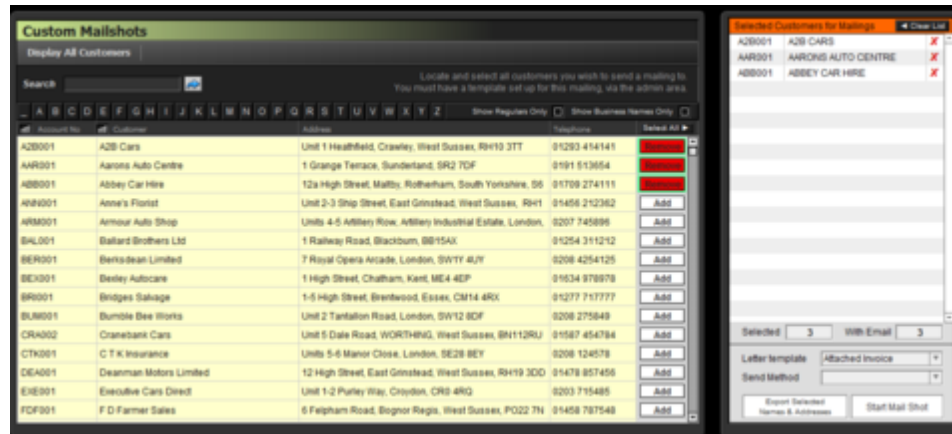 Custom Mailshots
Display All Customers
Search
Locate and select all customers you wish to send a mailing to.
You must have a template set up for this mailing, via the admin area.
_ A B C D E F G H I J K L M N O P Q R S T U V W X Y Z Show Regulars Only Show Business Names Only
all Account No all Customer Address Telephone Select All
A2B001 A2B Cars Unit 1 Heathfield, Crawley, West Sussex, RH10 3TT 01293 414141 Remove
AAR001 Aarons Auto Centre 1 Grange Terrace, Sunderland, SR2 7DF 0191 513654 Remove
ABB001 Abbey Car Hire 12a High Street, Maltby, Rotherham, South Yorkshire, S6 01709 274111 Remove
ANN001 Anne's Florist Unit 2-3 Ship Street, East Grinstead, West Sussex, RH1 01456 212362 Add
ARM001 Armour Auto Shop Units 4-5 Artillery Row, Artillery Industrial Estate, London, 0207 745896 Add
BAL001 Ballard Brothers Ltd 1 Railway Road, Blackburn, BB15AX 01254 311212 Add
BER001 Berksdean Limited 7 Royal Opera Arcade, London, SW1Y 4UY 0208 4254125 Add
BEX001 Bexley Autocare 1 High Street, Chatham, Kent, ME4 4EP 01634 978978 Add
BRI001 Bridges Salvage 1-5 High Street, Brentwood, Essex, CM14 4RX 01277 717777 Add
BUM001 Bumble Bee Works Unit 2 Tantallon Road, London, SW12 8DF 0208 275849 Add
CRA002 Cranebank Cars Unit 5 Dale Road, WORTHING, West Sussex, BN112RU 01587 454784 Add
CTK001 C T K Insurance Units 5-6 Manor Close, London, SE28 8EY 0208 124578 Add
DEA001 Deanman Motors Limited 12 High Street, East Grinstead, West Sussex, RH19 3DD 01478 857456 Add
EXE001 Executive Cars Direct Unit 1-2 Purley Way, Croydon, CR0 4RQ 0203 715485 Add
FDF001 F D Farmer Sales 6 Felpham Road, Bognor Regis, West Sussex, PO22 7N 01458 787548 Add
Selected Customers for Mailings Clear List
A2B001 A2B CARS X
AAR001 AARONS AUTO CENTRE X
ABB001 ABBEY CAR HIRE X
Selected 3 With Email 3
Letter template Attached Invoice
Send Method
Export Selected
Names & Addresses
Start Mail Shot